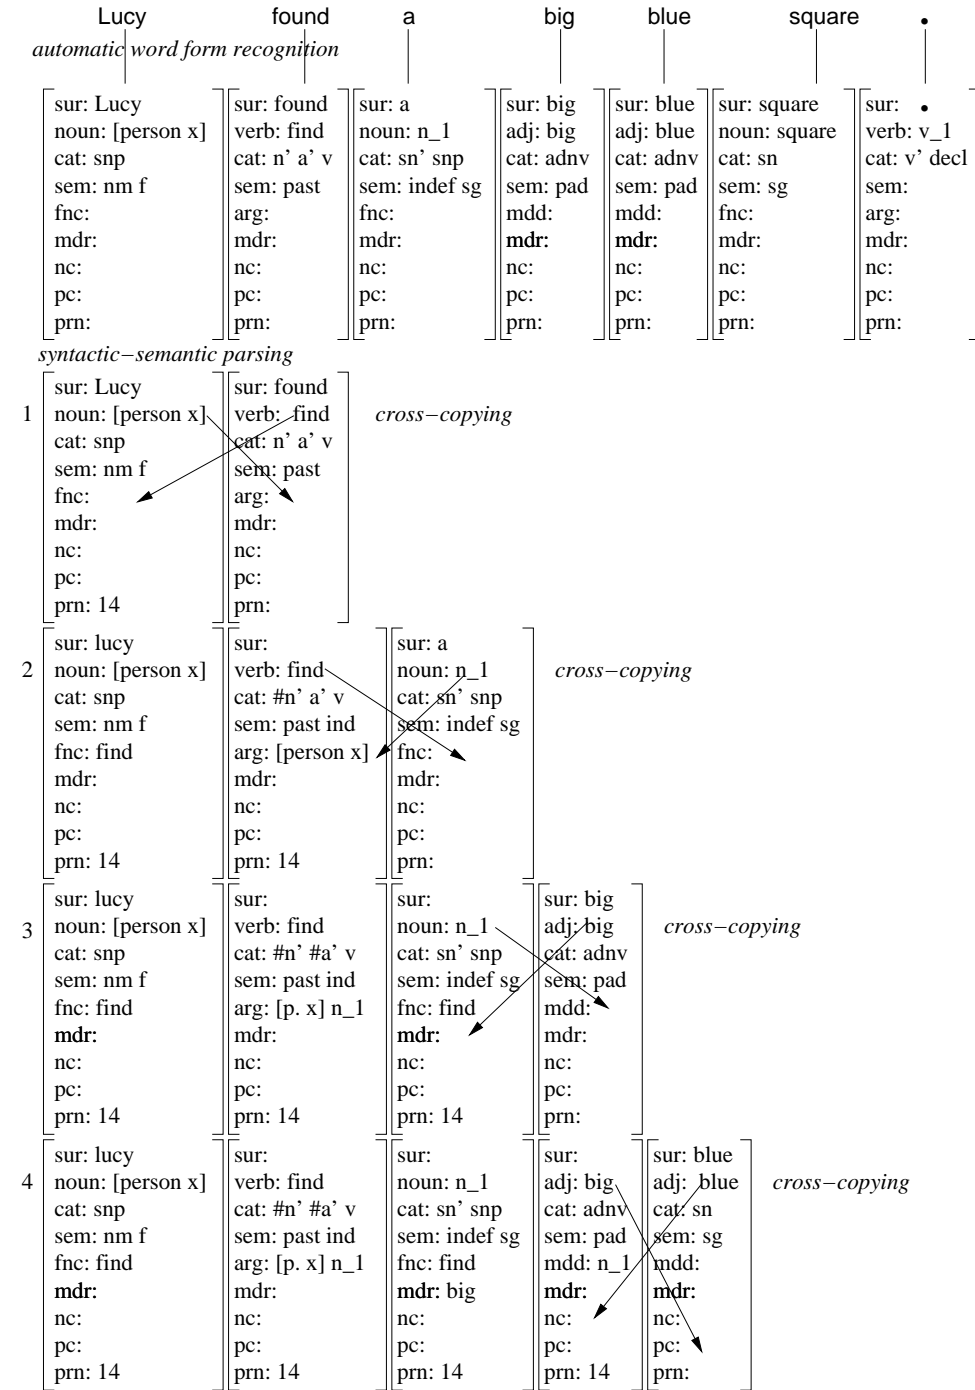 Lucy found a big blue square .
automatic word form recognition
sur: Lucy sur: found sur: a sur: big sur: blue sur: square sur: .
noun: [person x] verb: find noun: n_1 adj: big adj: blue noun: square verb: v_1
cat: snp cat: n' a' v cat: sn' snp cat: adnv cat: adnv cat: sn cat: v' decl
sem: nm f sem: past sem: indef sg sem: pad sem: pad sem: sg sem:
fnc: arg: fnc: mdd: mdd: fnc: arg:
mdr: mdr: mdr: mdr: mdr: mdr: mdr:
nc: nc: nc: nc: nc: nc: nc:
pc: pc: pc: pc: pc: pc: pc:
prn: prn: prn: prn: prn: prn: prn:
syntactic−semantic parsing
sur: Lucy sur: found
1 noun: [person x] verb: find cross−copying
cat: snp cat: n' a' v
sem: nm f sem: past
fnc: arg:
mdr: mdr:
nc: nc:
pc: pc:
prn: 14 prn:
sur: lucy sur: sur: a
2 noun: [person x] verb: find noun: n_1 cross−copying
cat: snp cat: #n' a' v cat: sn' snp
sem: nm f sem: past ind sem: indef sg
fnc: find arg: [person x] fnc:
mdr: mdr: mdr:
nc: nc: nc:
pc: pc: pc:
prn: 14 prn: 14 prn:
sur: lucy sur: sur: sur: big
3 noun: [person x] verb: find noun: n_1 adj: big cross−copying
cat: snp cat: #n' #a' v cat: sn' snp cat: adnv
sem: nm f sem: past ind sem: indef sg sem: pad
fnc: find arg: [p. x] n_1 fnc: find mdd:
mdr: mdr: mdr: mdr:
nc: nc: nc: nc:
pc: pc: pc: pc:
prn: 14 prn: 14 prn: 14 prn:
sur: lucy sur: sur: sur: sur: blue
4 noun: [person x] verb: find noun: n_1 adj: big adj: blue cross−copying
cat: snp cat: #n' #a' v cat: sn' snp cat: adnv cat: sn
sem: nm f sem: past ind sem: indef sg sem: pad sem: sg
fnc: find arg: [p. x] n_1 fnc: find mdd: n_1 mdd:
mdr: mdr: mdr: big mdr: mdr:
nc: nc: nc: nc: nc:
pc: pc: pc: pc: pc:
prn: 14 prn: 14 prn: 14 prn: 14 prn: